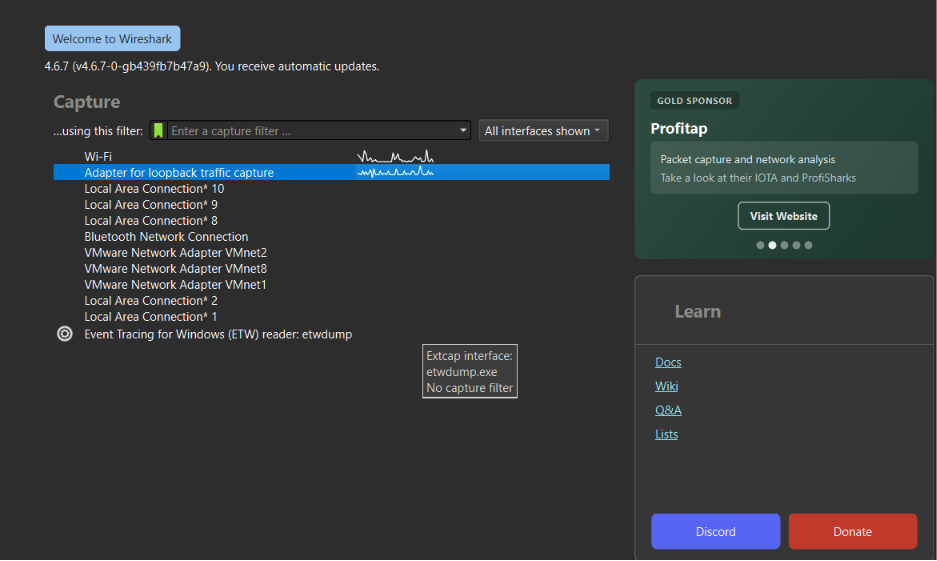 Welcome to Wireshark
4.6.7 (v4.6.7-0-gb439fb7b47a9). You receive automatic updates.
Capture
...using this filter:
Enter a capture filter ...
All interfaces shown
Wi-Fi
Adapter for loopback traffic capture
Local Area Connection* 10
Local Area Connection* 9
Local Area Connection* 8
Bluetooth Network Connection
VMware Network Adapter VMnet2
VMware Network Adapter VMnet8
VMware Network Adapter VMnet1
Local Area Connection* 2
Local Area Connection* 1
Event Tracing for Windows (ETW) reader: etwdump
Extcap interface:
etwdump.exe
No capture filter
GOLD SPONSOR
Profitap
Packet capture and network analysis
Take a look at their IOTA and ProfiSharks
Visit Website
Learn
Docs
Wiki
Q&A
Lists
Discord
Donate